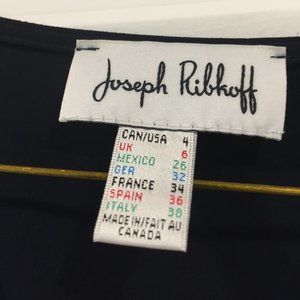 Joseph Ribkoff
CAN/USA 4
UK 6
MEXICO 26
GER 32
FRANCE 34
SPAIN 36
ITALY 38
MADE IN/FAIT AU
CANADA